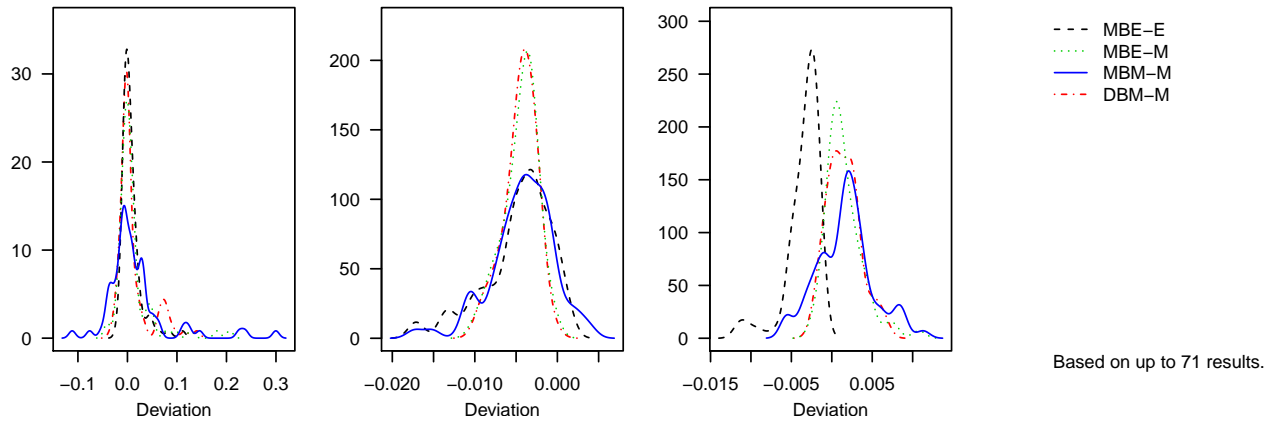 30
20
10
0
−0.1 0.0 0.1 0.2 0.3
Deviation
200
150
100
50
0
−0.020 −0.010 0.000
Deviation
300
250
200
150
100
50
0
−0.015 −0.005 0.005
Deviation
MBE−E
MBE−M
MBM−M
DBM−M
Based on up to 71 results.